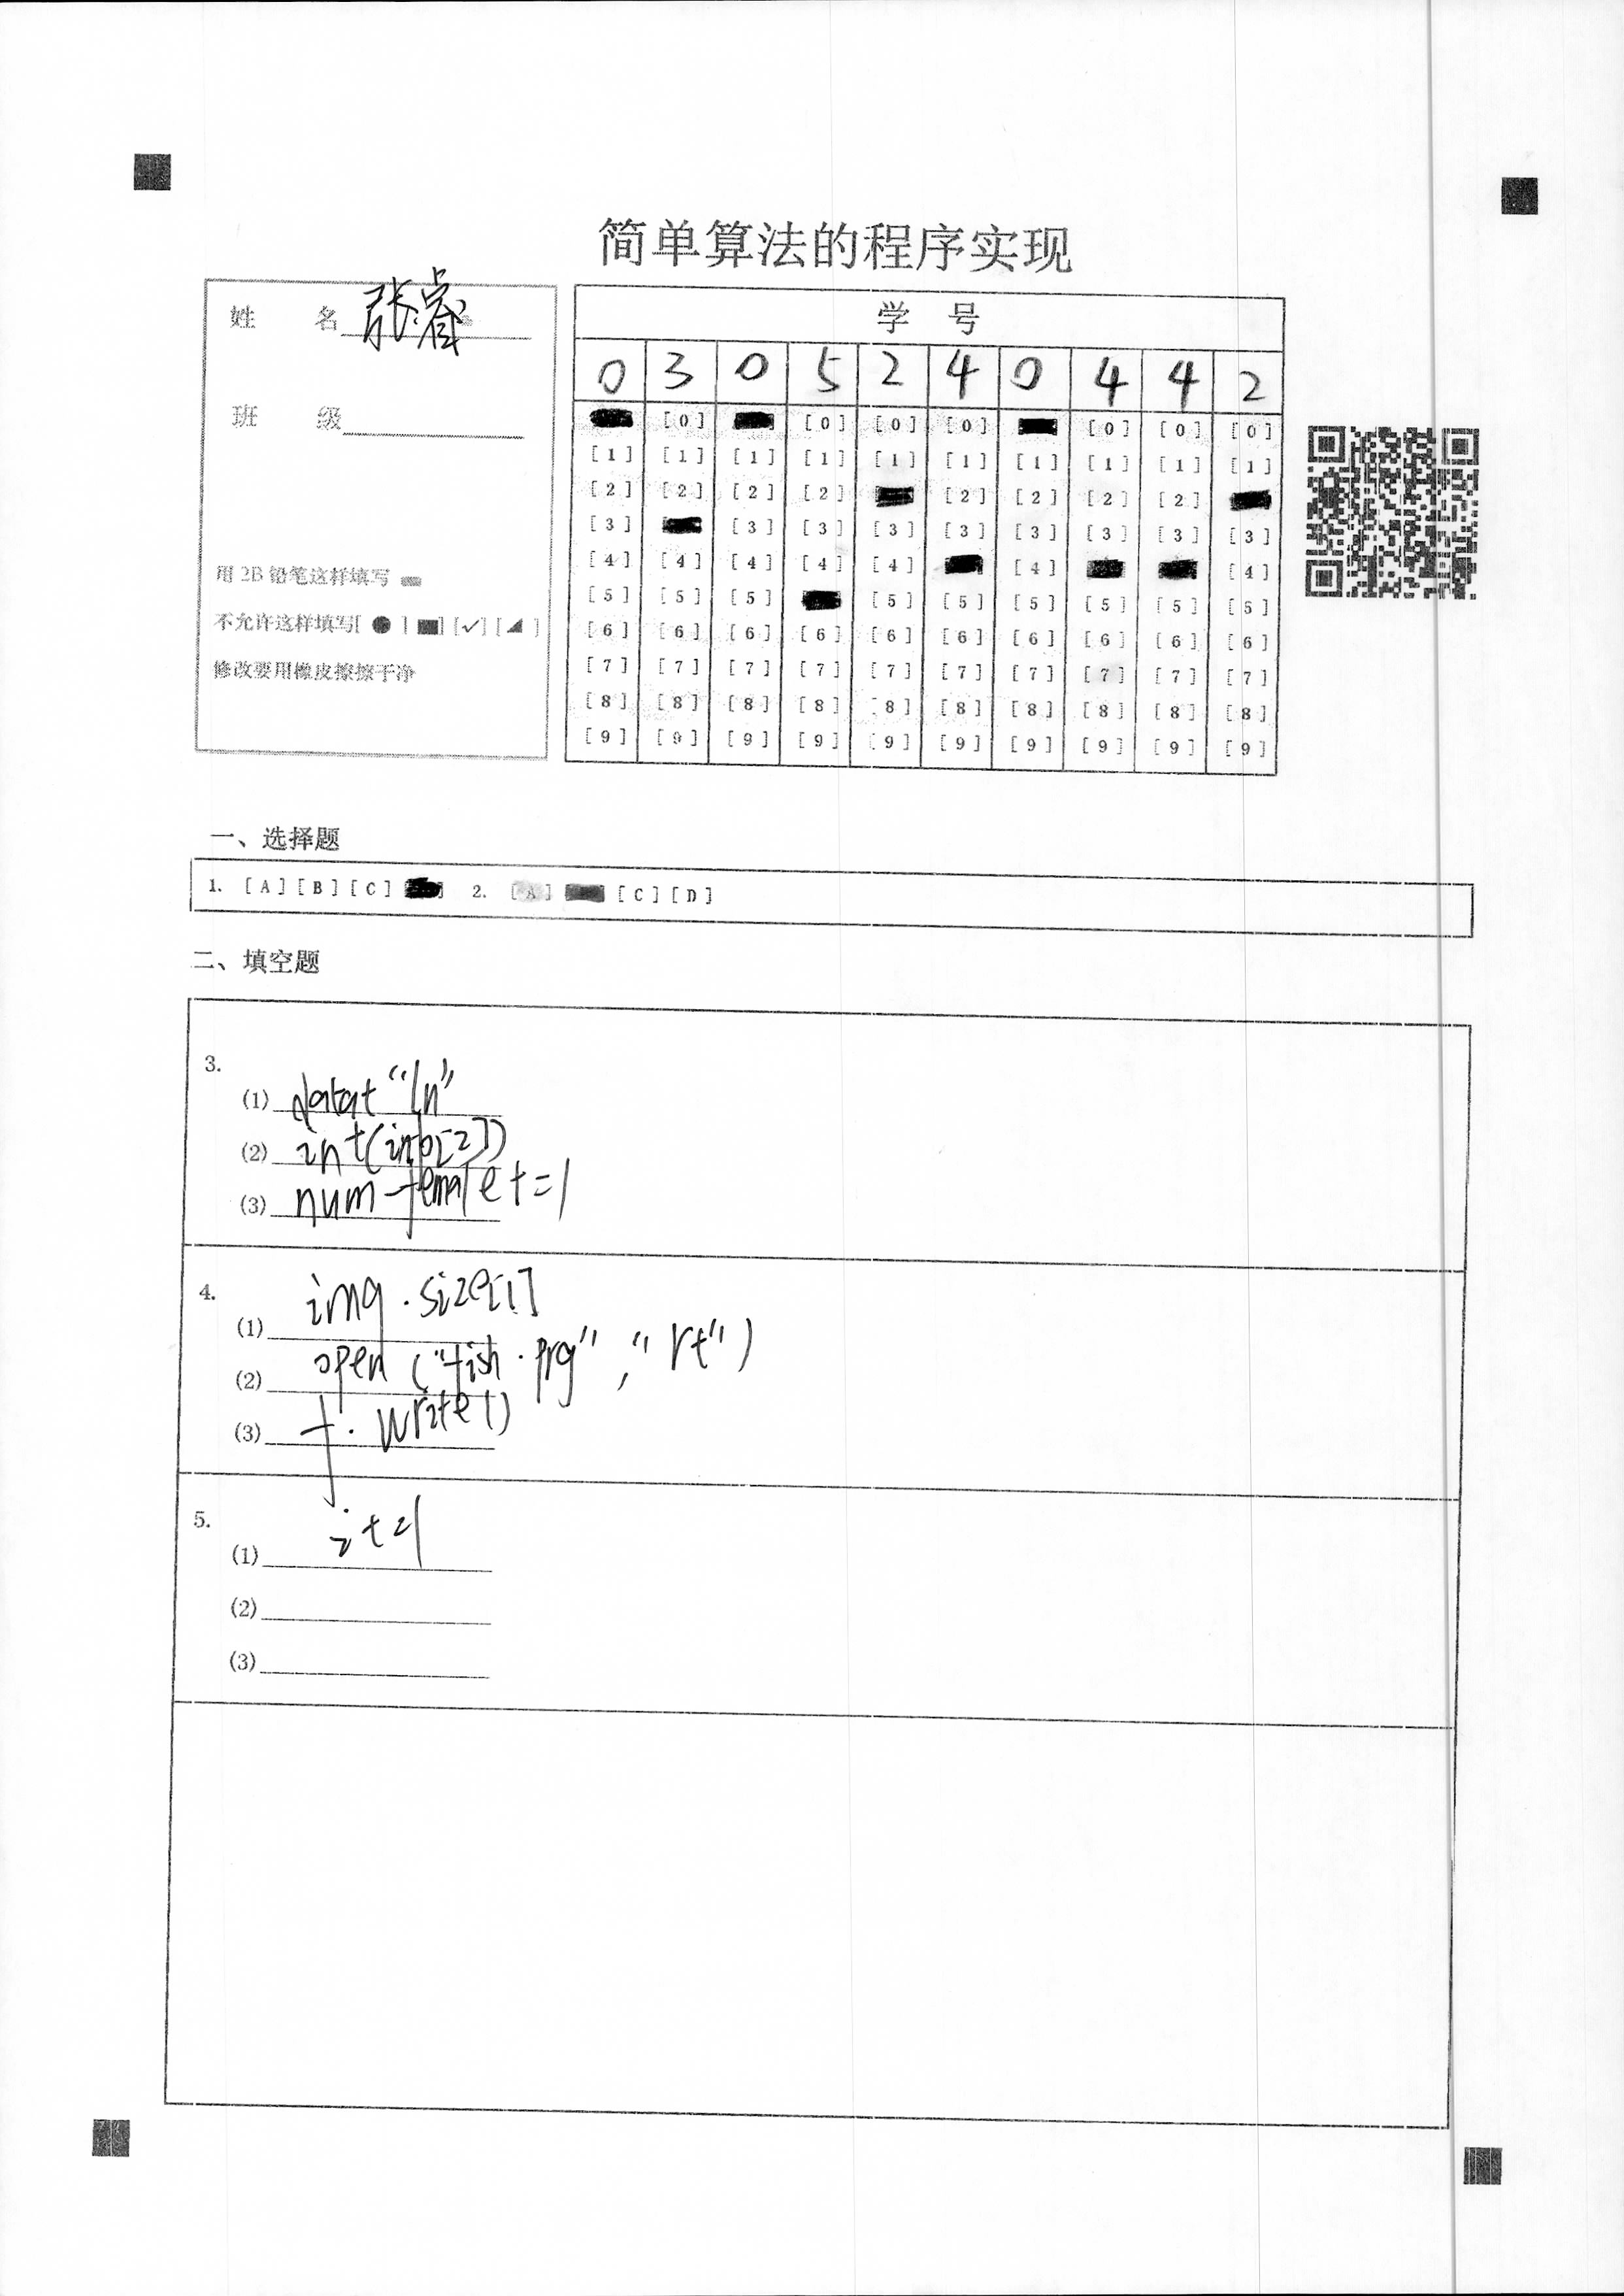 简单算法的程序实现
姓 名 张睿
班 级
用 2B 铅笔这样填写
不允许这样填写[ ] [ ] [✓] [ ]
修改要用橡皮擦擦干净
学 号
0 3 0 5 2 4 0 4 4 2
[0] [0] [0] [0] [0] [0] [0]
[1] [1] [1] [1] [1] [1] [1] [1] [1] [1]
[2] [2] [2] [2] [2] [2] [2] [2]
[3] [3] [3] [3] [3] [3] [3] [3] [3]
[4] [4] [4] [4] [4] [4] [4]
[5] [5] [5] [5] [5] [5] [5] [5] [5]
[6] [6] [6] [6] [6] [6] [6] [6] [6] [6]
[7] [7] [7] [7] [7] [7] [7] [7] [7] [7]
[8] [8] [8] [8] [8] [8] [8] [8] [8] [8]
[9] [9] [9] [9] [9] [9] [9] [9] [9] [9]
一、选择题
1. [A] [B] [C] 2. [A] [C] [D]
二、填空题
3.
(1) data+"\n"
(2) int(info[2])
(3) num-female+=1
4.
(1) img.size[1]
(2) open("fish.prg","rt")
(3) f.write()
5.
(1) i+=1
(2)
(3)